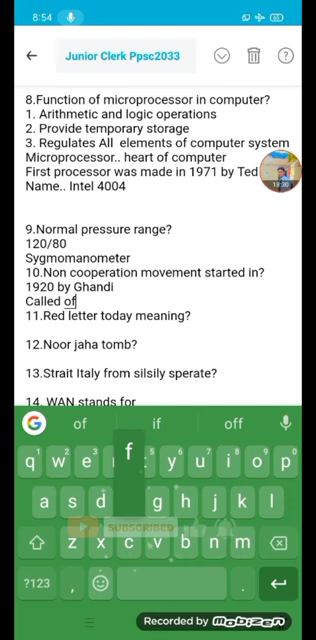 8:54
65
Junior Clerk Ppsc2033
8.Function of microprocessor in computer?
1. Arithmetic and logic operations
2. Provide temporary storage
3. Regulates All elements of computer system
Microprocessor.. heart of computer
First processor was made in 1971 by Ted
Name.. Intel 4004
18:30
9.Normal pressure range?
120/80
Sygmomanometer
10.Non cooperation movement started in?
1920 by Ghandi
Called of
11.Red letter today meaning?
12.Noor jaha tomb?
13.Strait Italy from silsily sperate?
14. WAN stands for
of if off
f
q w e y u i o p
a s d g h j k l
SUBSCRIBED
z x c v b n m
?123 , .
Recorded by Mobizen